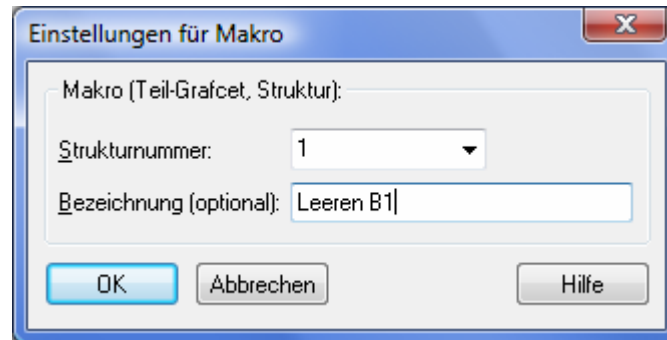 Einstellungen für Makro
Makro (Teil-Grafcet, Struktur):
Strukturnummer: 1
Bezeichnung (optional): Leeren B1
OK Abbrechen Hilfe